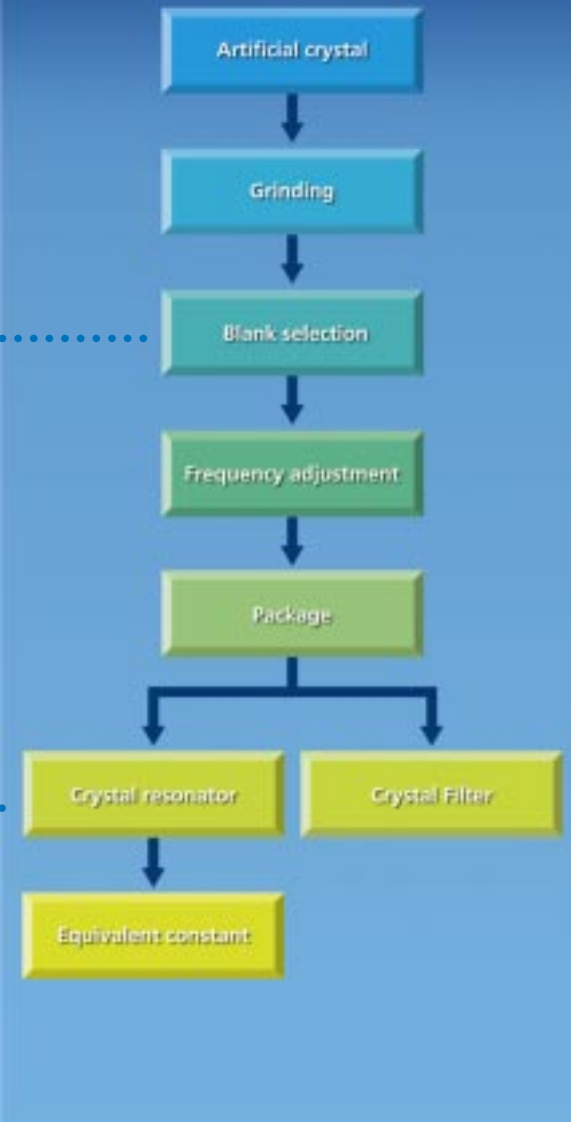 Artificial crystal
Grinding
Blank selection
Frequency adjustment
Package
Crystal resonator
Crystal Filter
Equivalent constant